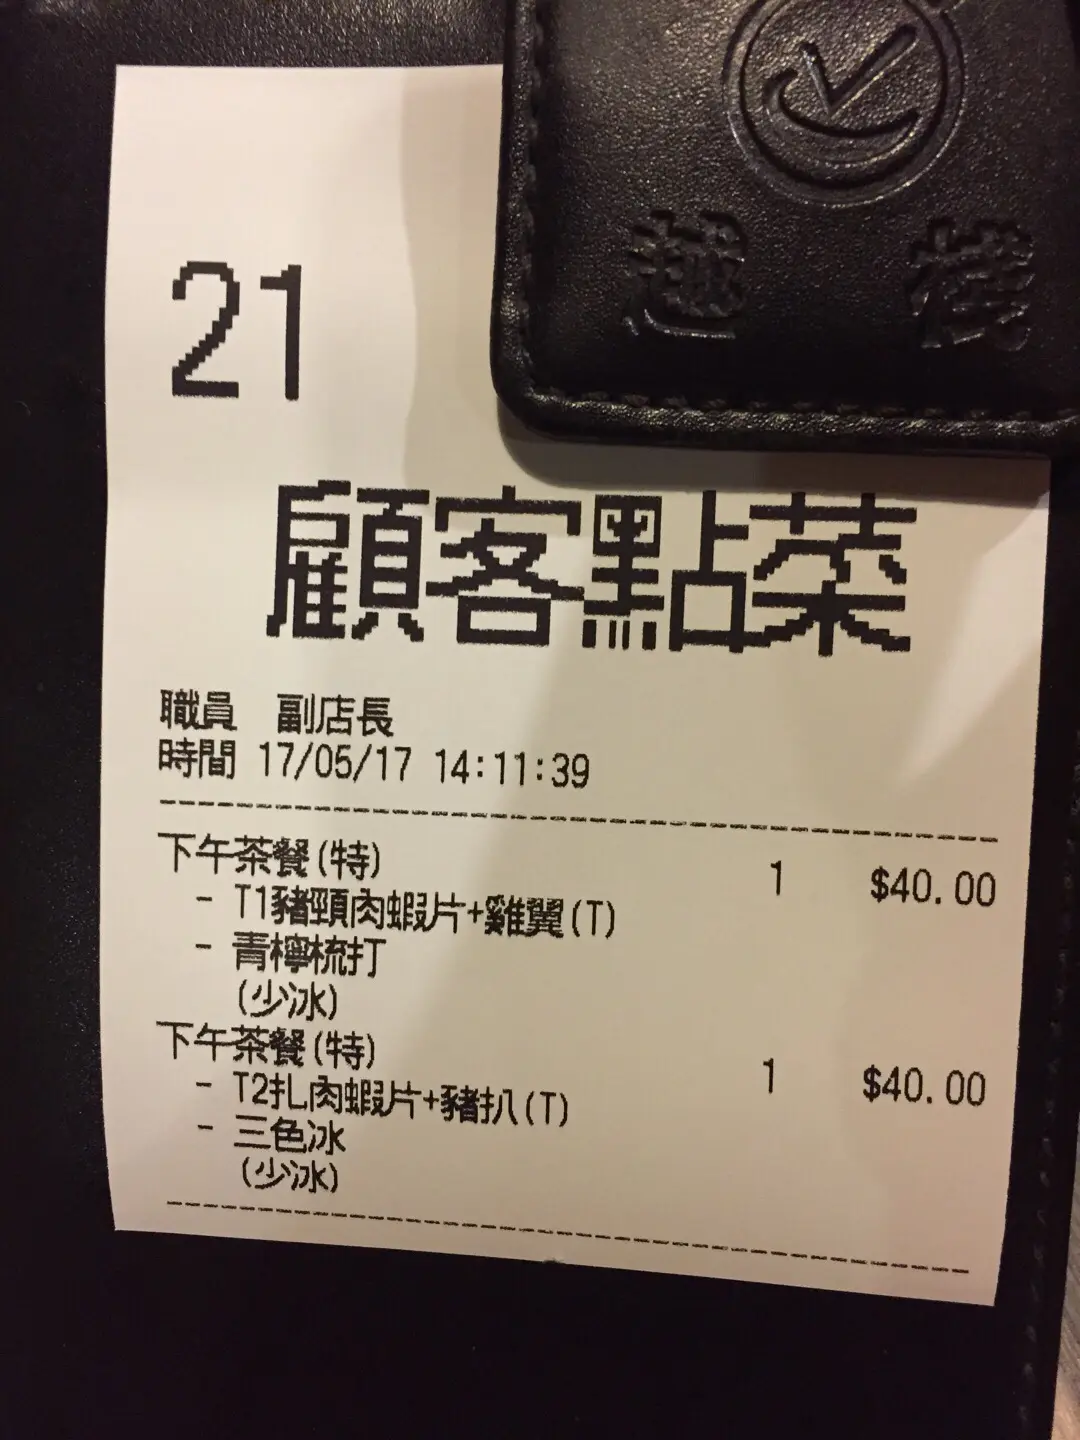 越棧
21
顧客點菜
職員 副店長
時間 17/05/17 14:11:39
下午茶餐(特) 1 $40.00
- T1豬頸肉蝦片+雞翼(T)
- 青檸梳打
(少冰)
下午茶餐(特) 1 $40.00
- T2扎肉蝦片+豬扒(T)
- 三色冰
(少冰)